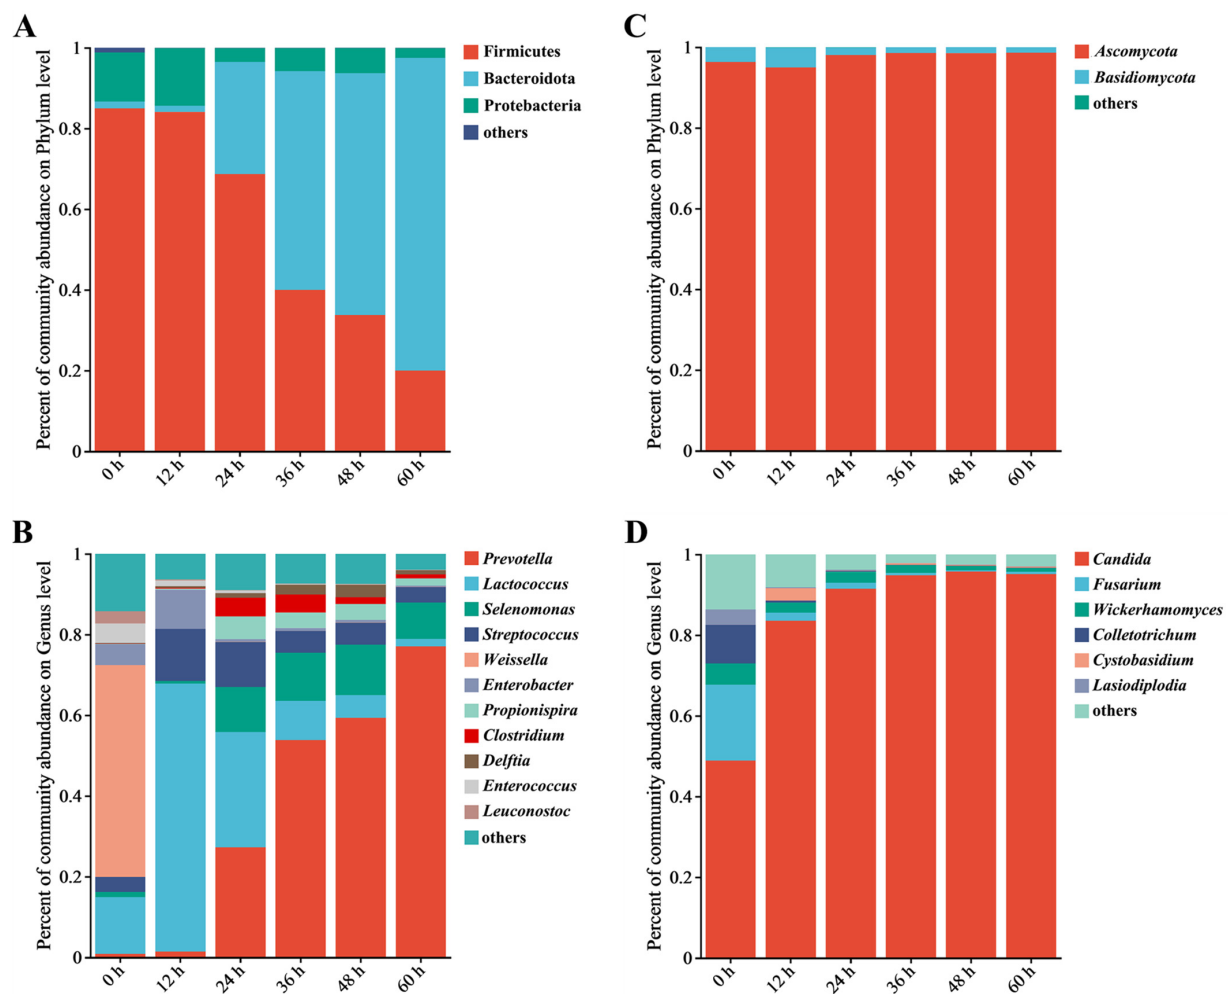 A
Percent of community abundance on Phylum level
1
0.8
0.6
0.4
0.2
0
0 h
12 h
24 h
36 h
48 h
60 h
Firmicutes
Bacteroidota
Protebacteria
others
C
Percent of community abundance on Phylum level
1
0.8
0.6
0.4
0.2
0
0 h
12 h
24 h
36 h
48 h
60 h
Ascomycota
Basidiomycota
others
B
Percent of community abundance on Genus level
1
0.8
0.6
0.4
0.2
0
0 h
12 h
24 h
36 h
48 h
60 h
Prevotella
Lactococcus
Selenomonas
Streptococcus
Weissella
Enterobacter
Propionispira
Clostridium
Delftia
Enterococcus
Leuconostoc
others
D
Percent of community abundance on Genus level
1
0.8
0.6
0.4
0.2
0
0 h
12 h
24 h
36 h
48 h
60 h
Candida
Fusarium
Wickerhamomyces
Colletotrichum
Cystobasidium
Lasiodiplodia
others